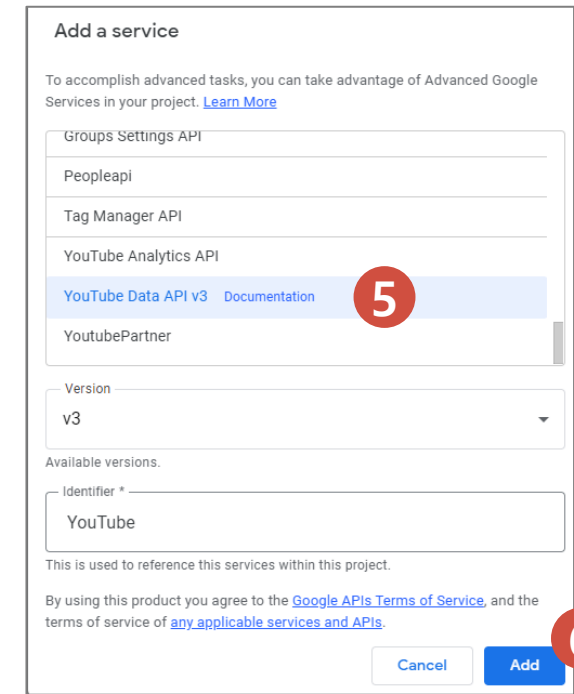 Add a service
To accomplish advanced tasks, you can take advantage of Advanced Google
Services in your project. Learn More
Groups Settings API
Peopleapi
Tag Manager API
YouTube Analytics API
YouTube Data API v3 Documentation 5
YoutubePartner
Version
v3
Available versions.
Identifier *
YouTube
This is used to reference this services within this project.
By using this product you agree to the Google APIs Terms of Service, and the
terms of service of any applicable services and APIs.
Cancel Add